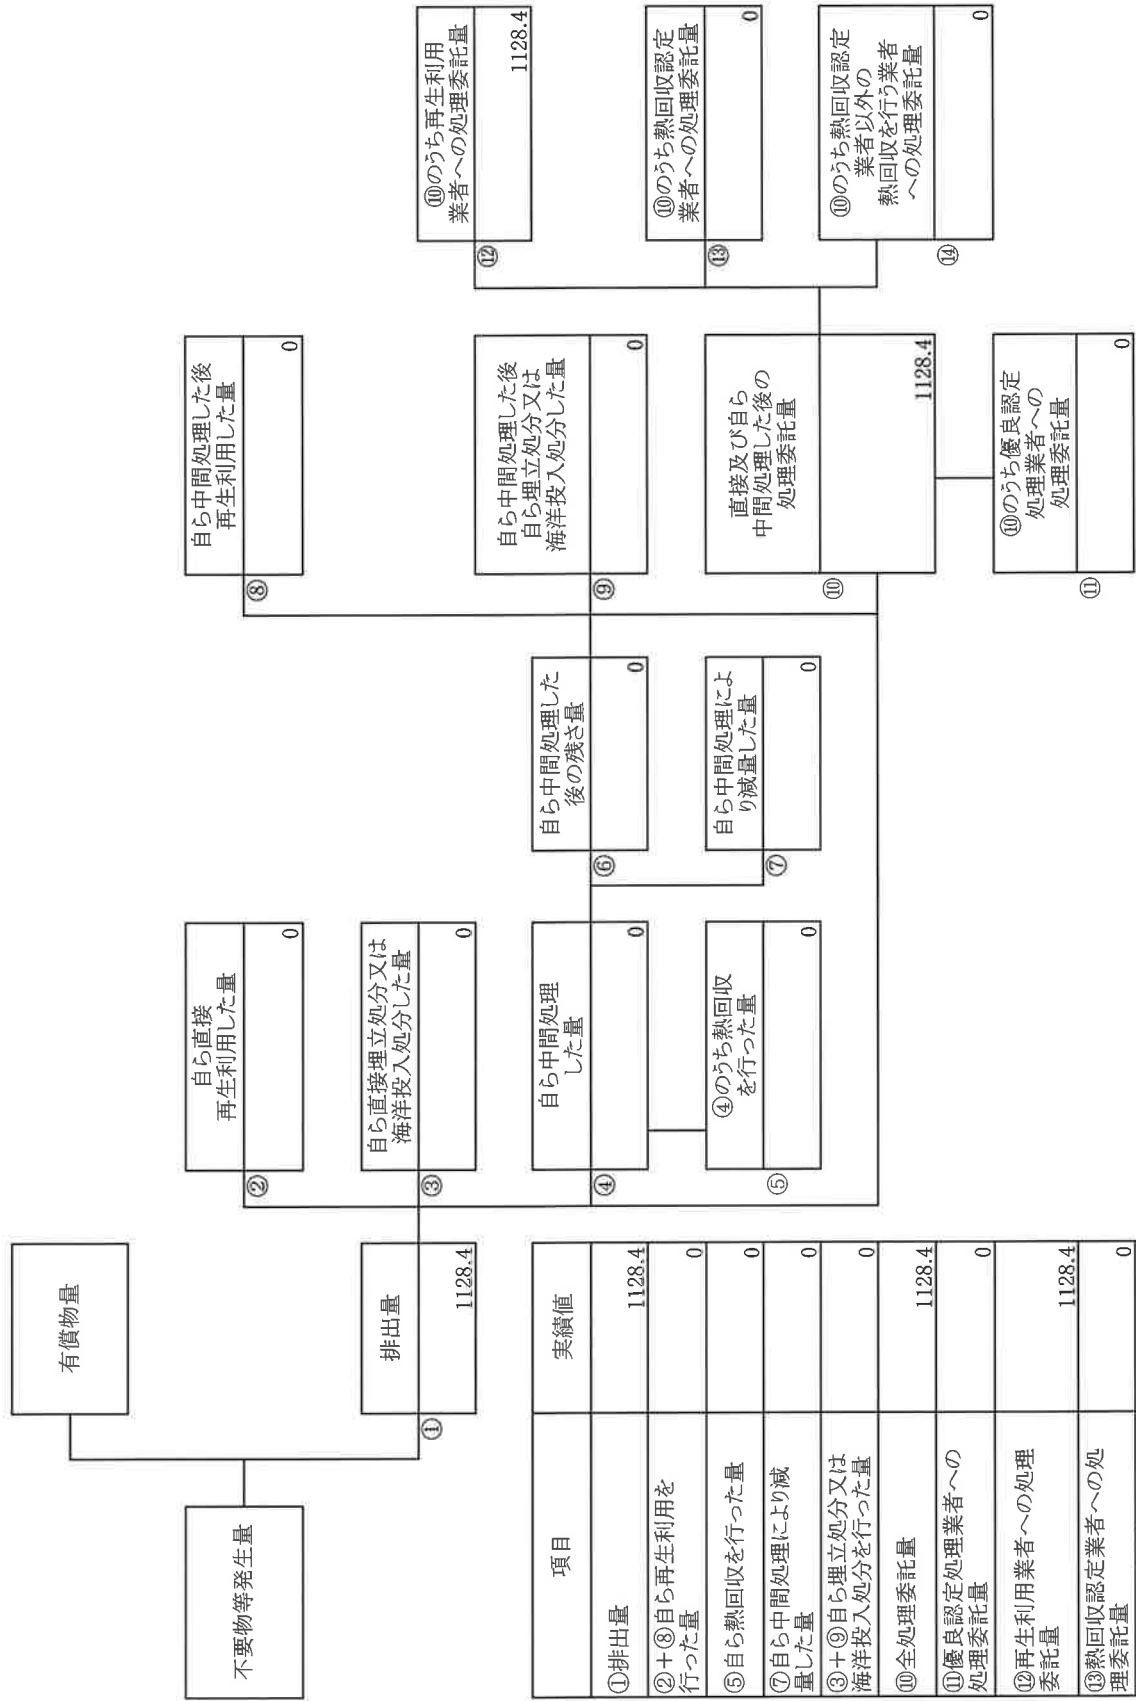 不要物等発生量
有償物量
排出量
①
1128.4
自ら直接
再生利用した量
②
0
自ら直接埋立処分又は
海洋投入処分した量
③
0
自ら中間処理
した量
④
0
④のうち熱回収
を行った量
⑤
0
自ら中間処理した
後の残さ量
⑥
0
自ら中間処理によ
り減量した量
⑦
0
自ら中間処理した後
再生利用した量
⑧
0
自ら中間処理した後
自ら埋立処分又は
海洋投入処分した量
⑨
0
直接及び自ら
中間処理した後の
処理委託量
⑩
1128.4
⑩のうち優良認定
処理業者への
処理委託量
⑪
0
⑩のうち再生利用
業者への処理委託量
⑫
1128.4
⑩のうち熱回収認定
業者への処理委託量
⑬
0
⑩のうち熱回収認定
業者以外の
熱回収を行う業者
への処理委託量
⑭
0
項目 実績値
①排出量 1128.4
②+⑧自ら再生利用を
行った量 0
⑤自ら熱回収を行った量 0
⑦自ら中間処理により減
量した量 0
③+⑨自ら埋立処分又は
海洋投入処分を行った量 0
⑩全処理委託量 1128.4
⑪優良認定処理業者への
処理委託量 0
⑫再生利用業者への処理
委託量 1128.4
⑬熱回収認定業者への処
理委託量 0